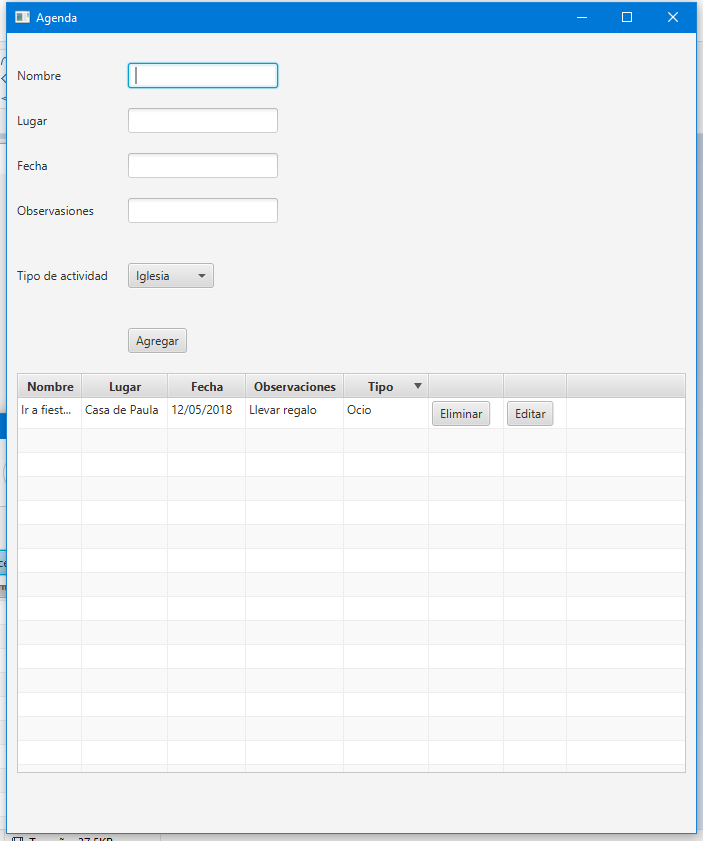 Agenda
Nombre
Lugar
Fecha
Observasiones
Tipo de actividad Iglesia
Agregar
Nombre Lugar Fecha Observaciones Tipo
Ir a fiest... Casa de Paula 12/05/2018 Llevar regalo Ocio Eliminar Editar